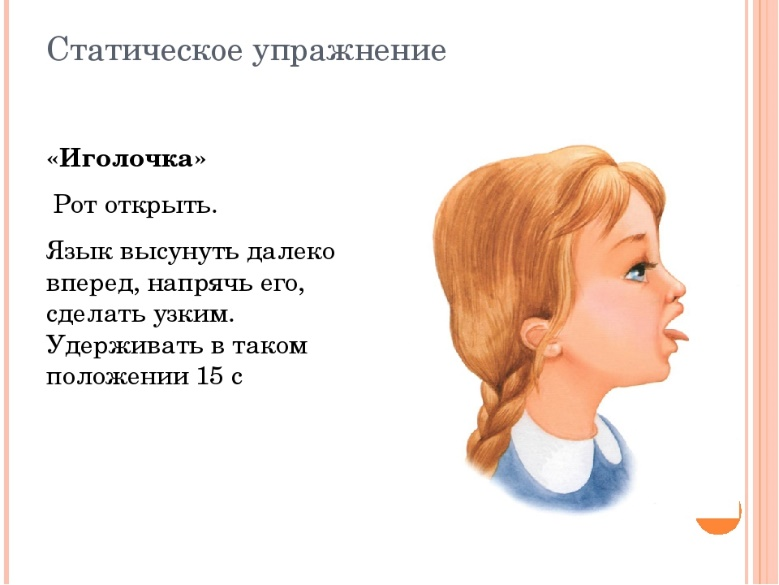 Статическое упражнение
«Иголочка»
Рот открыть.
Язык высунуть далеко
вперед, напрячь его,
сделать узким.
Удерживать в таком
положении 15 с